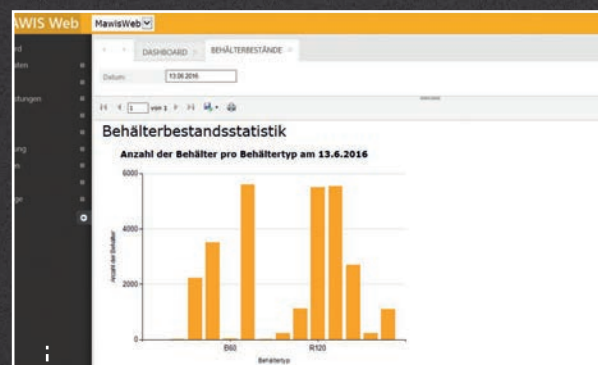 AWIS Web MawisWeb
DASHBOARD BEHÄLTERBESTÄNDE
Datum: 13.06.2016
1 von 1
Behälterbestandsstatistik
Anzahl der Behälter pro Behältertyp am 13.6.2016
6000
4000
2000
0
Anzahl der Behälter
B60 R120
Behältertyp